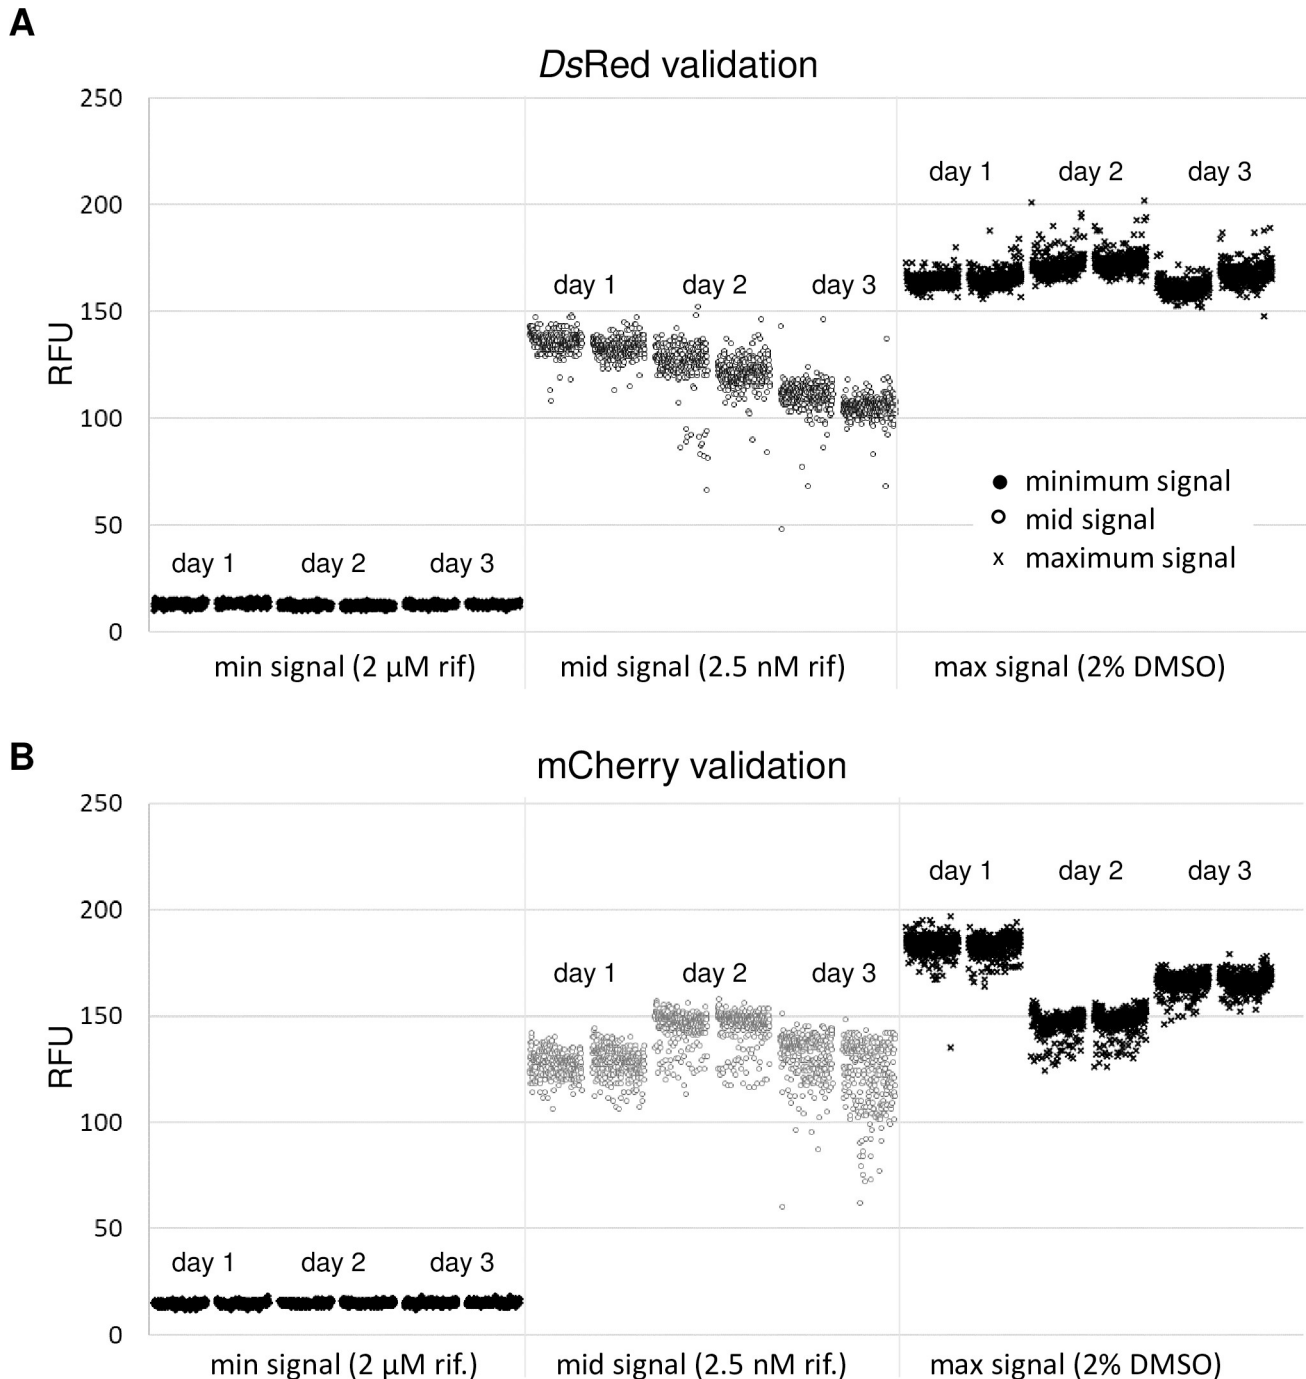 A
DsRed validation
250
200
150
100
50
0
RFU
day 1 day 2 day 3
day 1 day 2 day 3
day 1 day 2 day 3
minimum signal
mid signal
maximum signal
min signal (2 µM rif)
mid signal (2.5 nM rif)
max signal (2% DMSO)
B
mCherry validation
250
200
150
100
50
0
RFU
day 1 day 2 day 3
day 1 day 2 day 3
day 1 day 2 day 3
min signal (2 µM rif.)
mid signal (2.5 nM rif.)
max signal (2% DMSO)